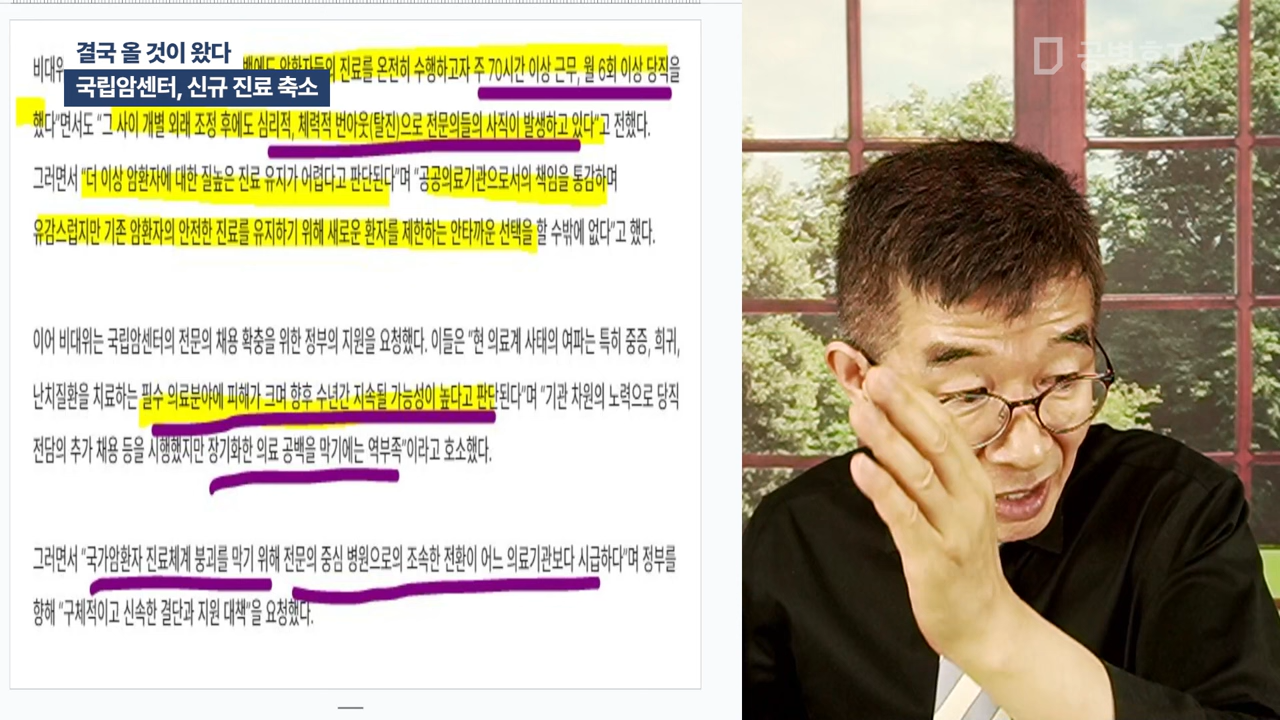 결국 올 것이 왔다
국립암센터, 신규 진료 축소
공병호TV
비대위 암환자들의 진료를 온전히 수행하고자 주 70시간 이상 근무, 월 6회 이상 당직을
했다”면서도 “그 사이 개별 외래 조정 후에도 심리적, 체력적 번아웃(탈진)으로 전문의들의 사직이 발생하고 있다”고 전했다.
그러면서 “더 이상 암환자에 대한 질높은 진료 유지가 어렵다고 판단된다”며 “공공의료기관으로서의 책임을 통감하며
유감스럽지만 기존 암환자의 안전한 진료를 유지하기 위해 새로운 환자를 제한하는 안타까운 선택을 할 수밖에 없다”고 했다.
이어 비대위는 국립암센터의 전문의 채용 확충을 위한 정부의 지원을 요청했다. 이들은 “현 의료계 사태의 여파는 특히 중증, 희귀,
난치질환을 치료하는 필수 의료분야에 피해가 크며 향후 수년간 지속될 가능성이 높다고 판단된다”며 “기관 차원의 노력으로 당직
전담의 추가 채용 등을 시행했지만 장기화한 의료 공백을 막기에는 역부족”이라고 호소했다.
그러면서 “국가암환자 진료체계 붕괴를 막기 위해 전문의 중심 병원으로의 조속한 전환이 어느 의료기관보다 시급하다”며 정부를
향해 “구체적이고 신속한 결단과 지원 대책”을 요청했다.